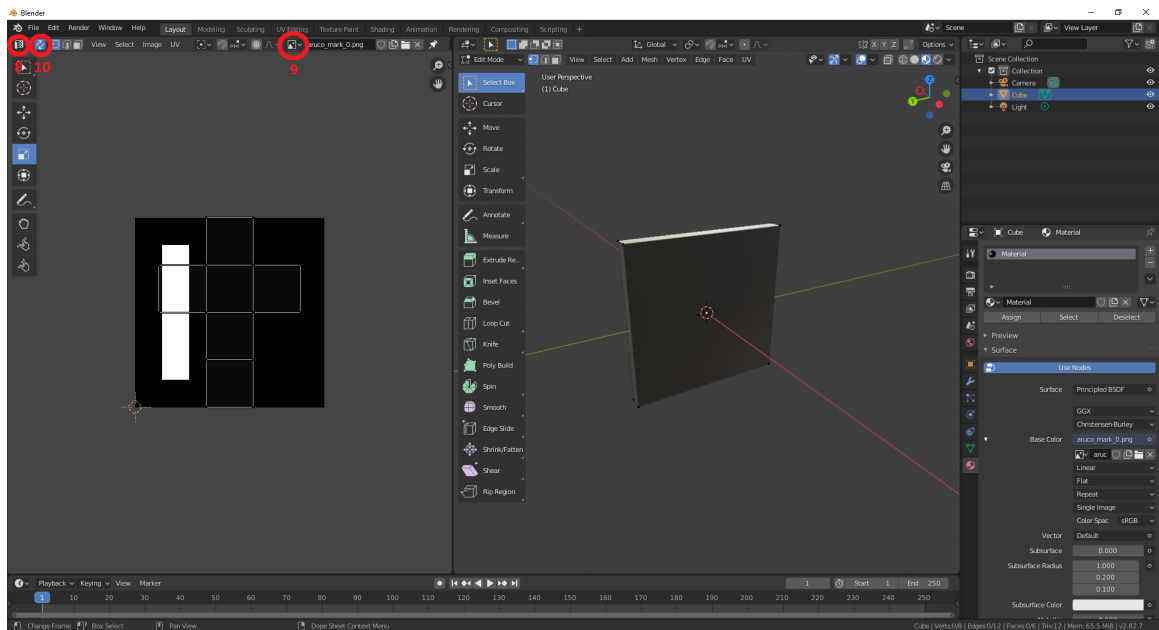 Blender
File Edit Render Window Help Layout Modeling Sculpting UV Editing Texture Paint Shading Animation Rendering Compositing Scripting + Scene View Layer
View Select Image UV aruco_mark_0.png Global X Y Z Options
8 10 9
Edit Mode View Select Add Mesh Vertex Edge Face UV
Scene Collection
Collection
Camera
Cube
Light
User Perspective
(1) Cube
Select Box
Cursor
Move
Rotate
Scale
Transform
Annotate
Measure
Extrude Re..
Inset Faces
Bevel
Loop Cut
Knife
Poly Build
Spin
Smooth
Edge Slide
Shrink/Fatten
Shear
Rip Region
X
Y
Z
Cube Material
Material
Material
Assign Select Deselect
Preview
Surface
Use Nodes
Surface Principled BSDF
GGX
Christensen-Burley
Base Color aruco_mark_0.png
aruc
Linear
Flat
Repeat
Single Image
Color Spac sRGB
Vector Default
Subsurface 0.000
Subsurface Radius 1.000
0.200
0.100
Subsurface Color
Playback Keying View Marker 1 Start 1 End 250
1 10 20 30 40 50 60 70 80 90 100 110 120 130 140 150 160 170 180 190 200 210 220 230 240 250
Change Frame Box Select Pan View Dope Sheet Context Menu Cube | Verts:0/8 | Edges:0/12 | Faces:0/6 | Tris:12 | Mem: 65.5 MiB | v2.82.7